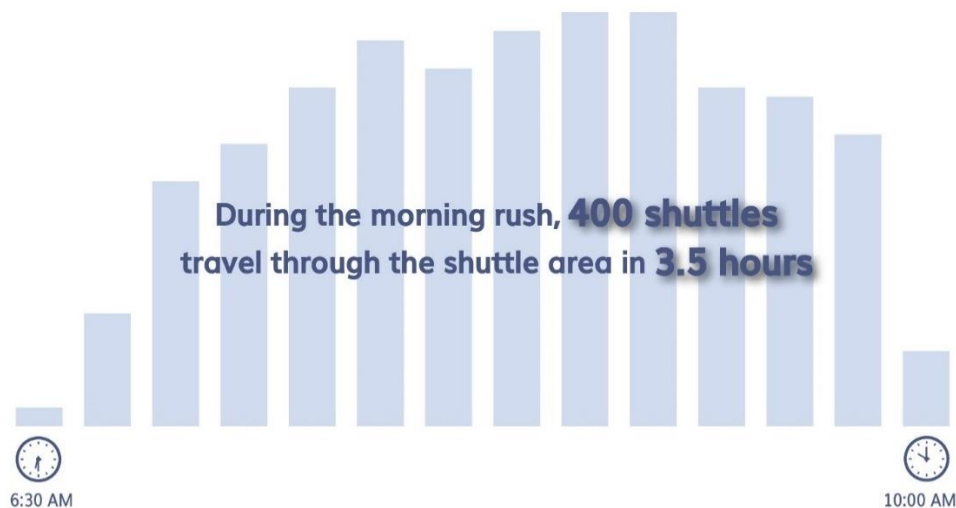 During the morning rush, 400 shuttles
travel through the shuttle area in 3.5 hours
6:30 AM
10:00 AM